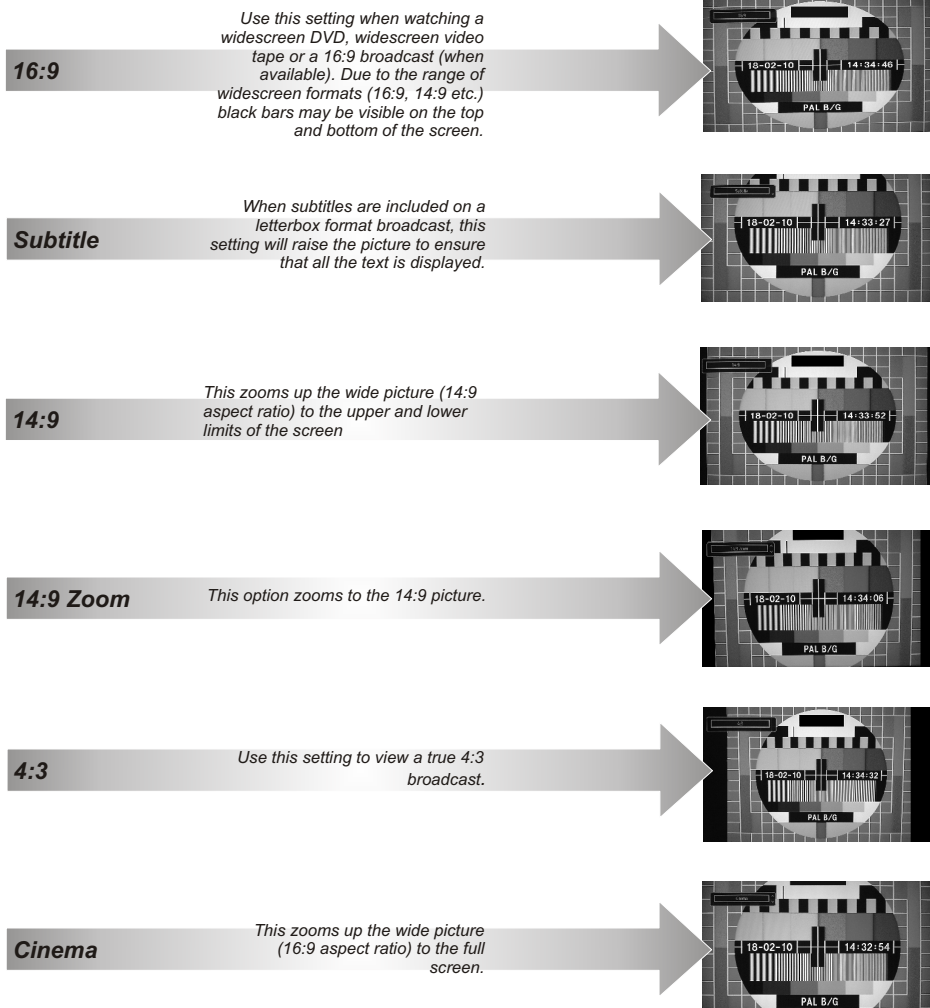 16:9
Use this setting when watching a
widescreen DVD, widescreen video
tape or a 16:9 broadcast (when
available). Due to the range of
widescreen formats (16:9, 14:9 etc.)
black bars may be visible on the top
and bottom of the screen.
18-02-10 14:34:46
PAL B/G
Subtitle
When subtitles are included on a
letterbox format broadcast, this
setting will raise the picture to ensure
that all the text is displayed.
18-02-10 14:33:27
PAL B/G
14:9
This zooms up the wide picture (14:9
aspect ratio) to the upper and lower
limits of the screen
18-02-10 14:33:52
PAL B/G
14:9 Zoom
This option zooms to the 14:9 picture.
18-02-10 14:34:06
PAL B/G
4:3
Use this setting to view a true 4:3
broadcast.
18-02-10 14:34:32
PAL B/G
Cinema
This zooms up the wide picture
(16:9 aspect ratio) to the full
screen.
18-02-10 14:32:54
PAL B/G